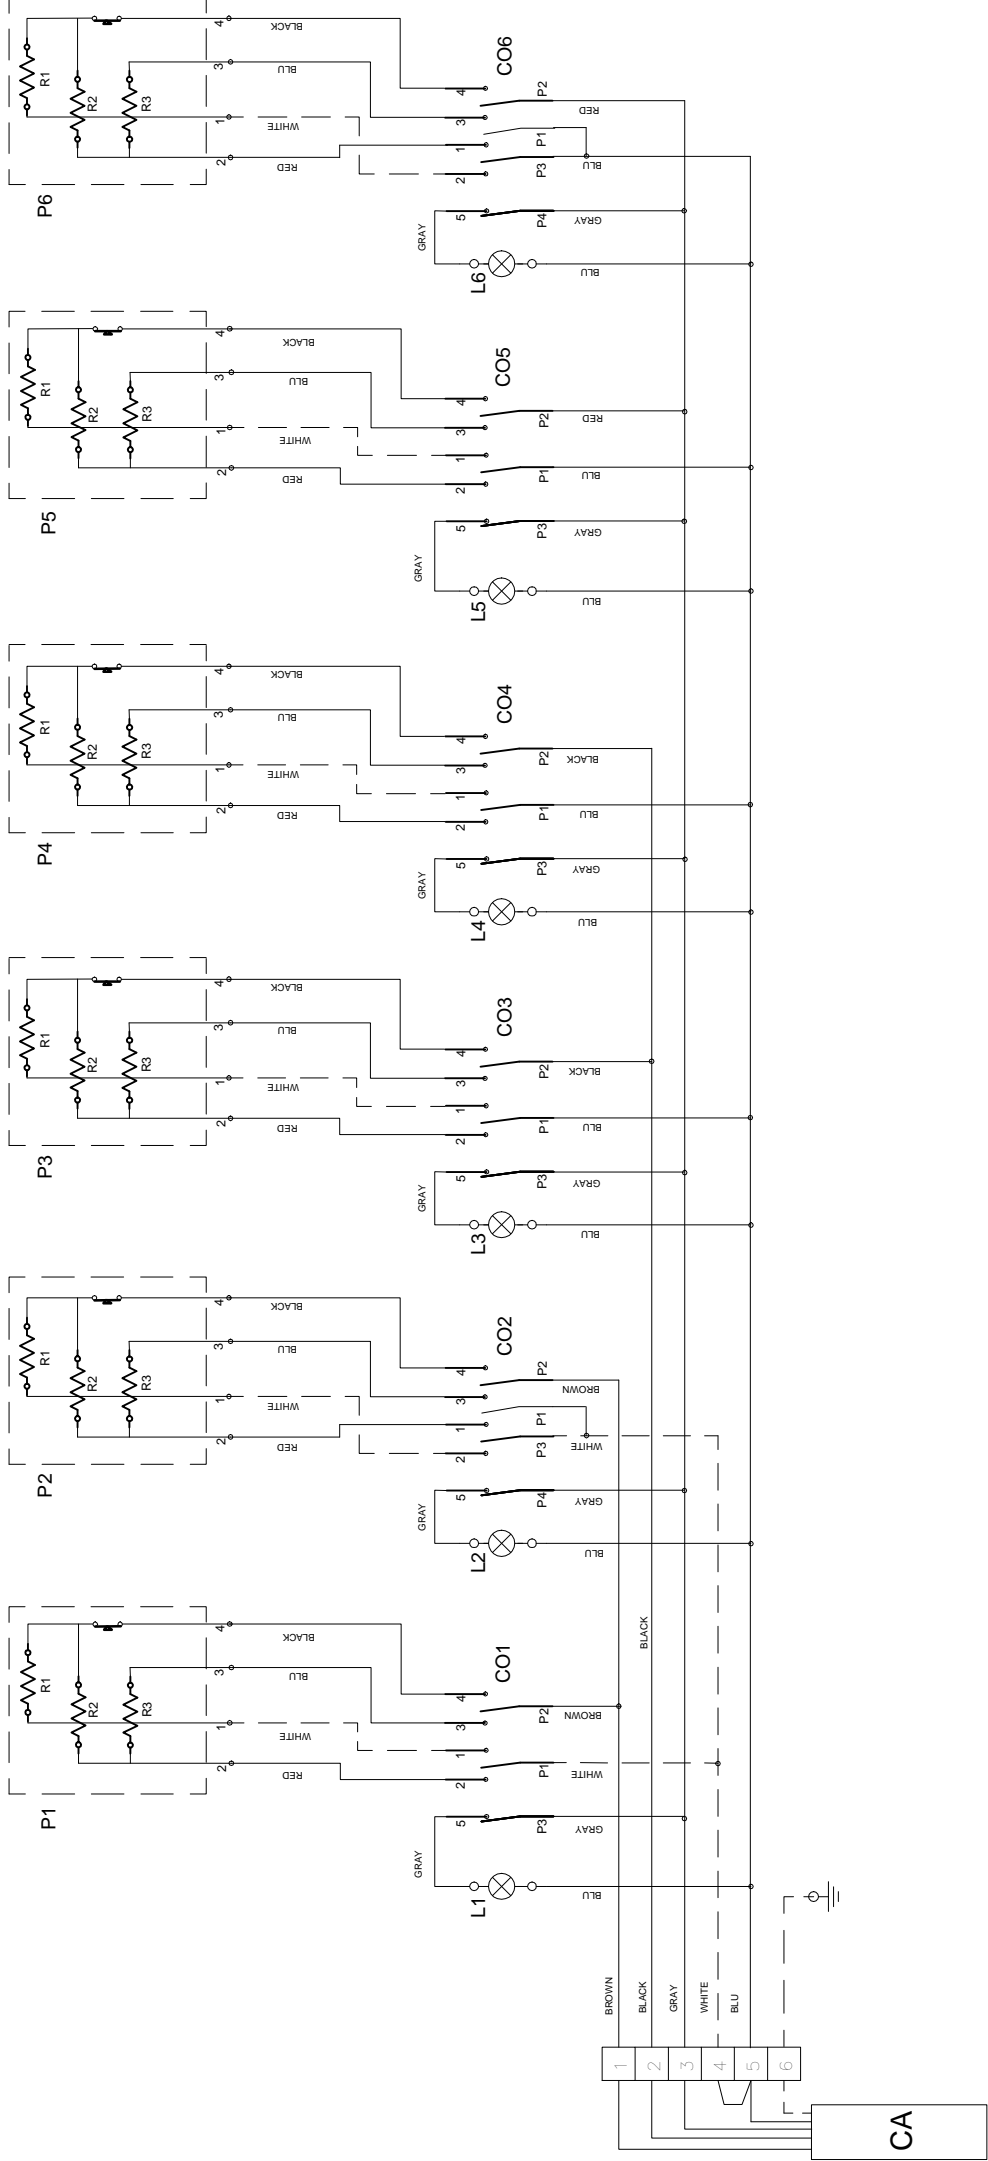 P6
R1
R2
R3
4
3
1
2
BLACK
BLU
WHITE
RED
CO6
4
3
1
2
P2
P1
P3
RED
BLU
5
P4
GRAY
GRAY
L6
BLU
P5
R1
R2
R3
4
3
1
2
BLACK
BLU
WHITE
RED
CO5
4
3
1
2
P2
P1
RED
BLU
5
P3
GRAY
GRAY
L5
BLU
P4
R1
R2
R3
4
3
1
2
BLACK
BLU
WHITE
RED
CO4
4
3
1
2
P2
P1
BLACK
BLU
5
P3
GRAY
GRAY
L4
BLU
P3
R1
R2
R3
4
3
1
2
BLACK
BLU
WHITE
RED
CO3
4
3
1
2
P2
P1
BLACK
BLU
5
P3
GRAY
GRAY
L3
BLU
P2
R1
R2
R3
4
3
1
2
BLACK
BLU
WHITE
RED
CO2
4
3
1
2
P2
P1
P3
BROWN
WHITE
5
P4
GRAY
GRAY
L2
BLU
P1
R1
R2
R3
4
3
1
2
BLACK
BLU
WHITE
RED
CO1
4
3
1
2
P2
P1
BROWN
WHITE
BLACK
5
P3
GRAY
GRAY
L1
BLU
BROWN
BLACK
GRAY
WHITE
BLU
1
2
3
4
5
6
CA